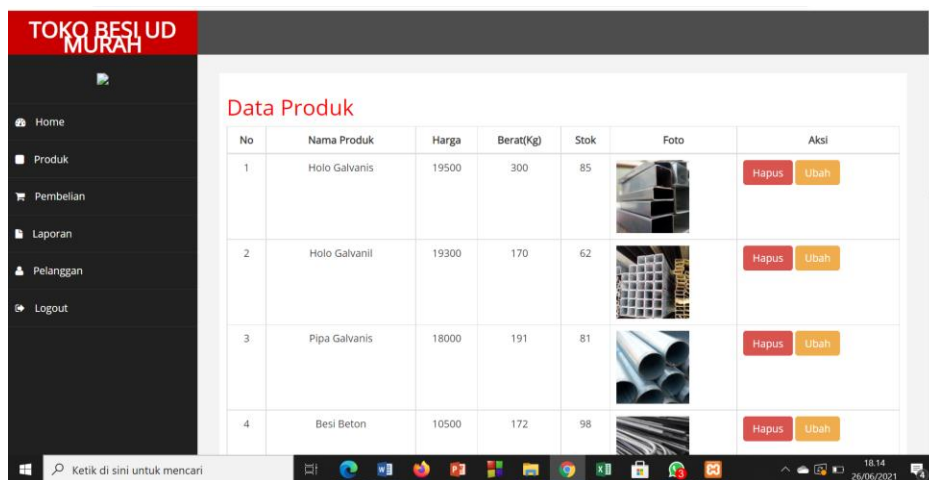 TOKO BESI UD
MURAH
Home
Produk
Pembelian
Laporan
Pelanggan
Logout
Data Produk
No Nama Produk Harga Berat(Kg) Stok Foto Aksi
1 Holo Galvanis 19500 300 85 Hapus Ubah
2 Holo Galvanil 19300 170 62 Hapus Ubah
3 Pipa Galvanis 18000 191 81 Hapus Ubah
4 Besi Beton 10500 172 98 Hapus Ubah
Ketik di sini untuk mencari
18.14
26/06/2021